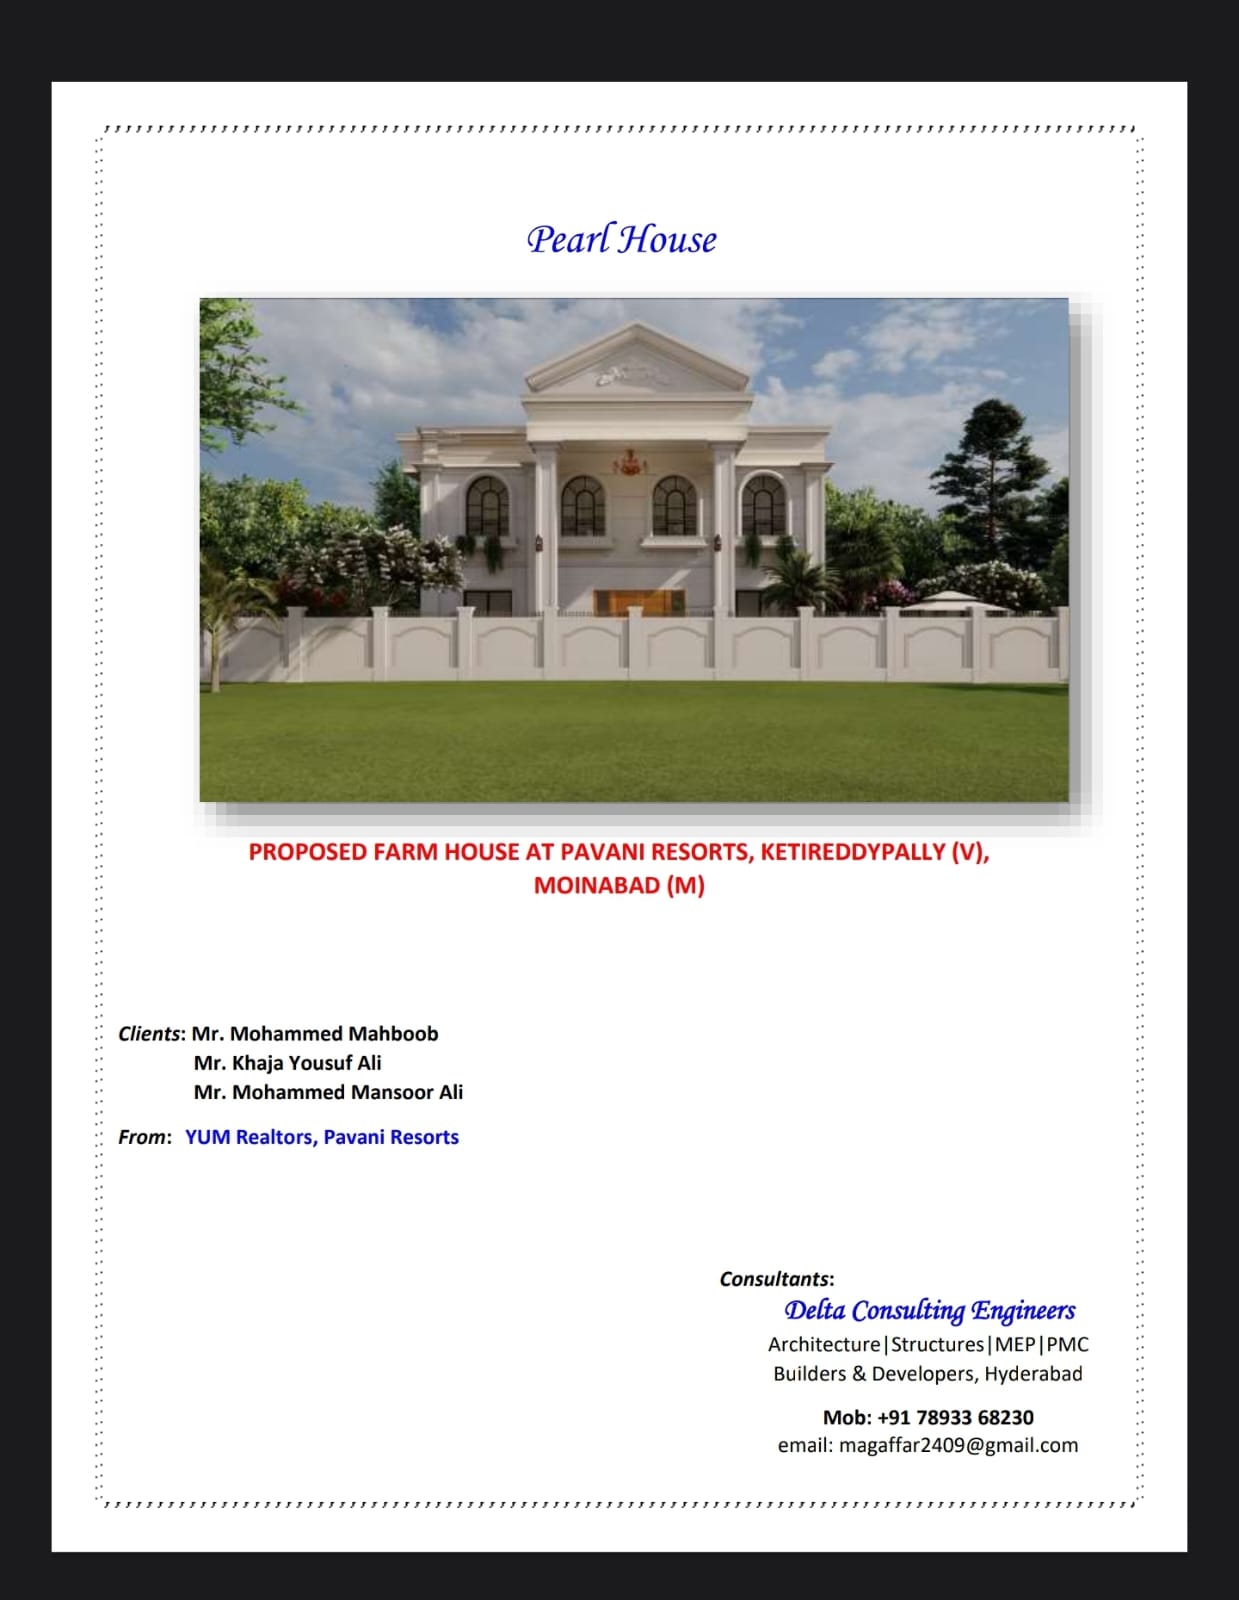 Pearl House
PROPOSED FARM HOUSE AT PAVANI RESORTS, KETIREDDYPALLY (V),
MOINABAD (M)
Clients: Mr. Mohammed Mahboob
Mr. Khaja Yousuf Ali
Mr. Mohammed Mansoor Ali
From: YUM Realtors, Pavani Resorts
Consultants:
Delta Consulting Engineers
Architecture|Structures|MEP|PMC
Builders & Developers, Hyderabad
Mob: +91 78933 68230
email: magaffar2409@gmail.com